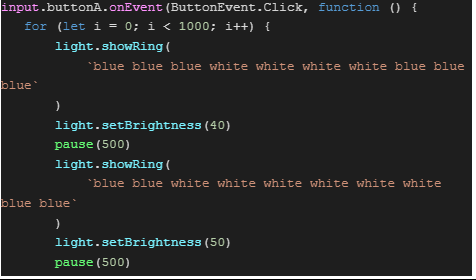 input.buttonA.onEvent(ButtonEvent.Click, function () {
for (let i = 0; i < 1000; i++) {
light.showRing(
`blue blue blue white white white white blue blue
blue`
)
light.setBrightness(40)
pause(500)
light.showRing(
`blue blue white white white white white white
blue blue`
)
light.setBrightness(50)
pause(500)